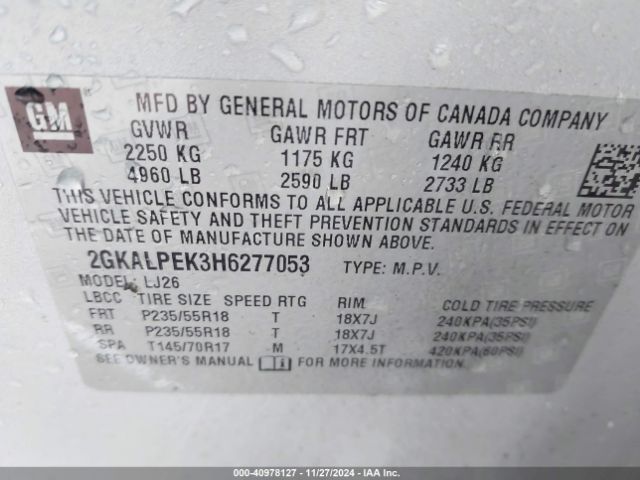 GM
MFD BY GENERAL MOTORS OF CANADA COMPANY
GVWR GAWR FRT GAWR RR
2250 KG 1175 KG 1240 KG
4960 LB 2590 LB 2733 LB
THIS VEHICLE CONFORMS TO ALL APPLICABLE U.S. FEDERAL MOTOR
VEHICLE SAFETY AND THEFT PREVENTION STANDARDS IN EFFECT ON
THE DATE OF MANUFACTURE SHOWN ABOVE.
2GKALPEK3H6277053 TYPE: M.P.V.
MODEL: LJ26
LBCC TIRE SIZE SPEED RTG RIM COLD TIRE PRESSURE
FRT P235/55R18 T 18X7J 240KPA(35PSI)
RR P235/55R18 T 18X7J 240KPA(35PSI)
SPA T145/70R17 M 17X4.5T 420KPA(60PSI)
SEE OWNER'S MANUAL FOR MORE INFORMATION
000-40978127 - 11/27/2024 - IAA Inc.